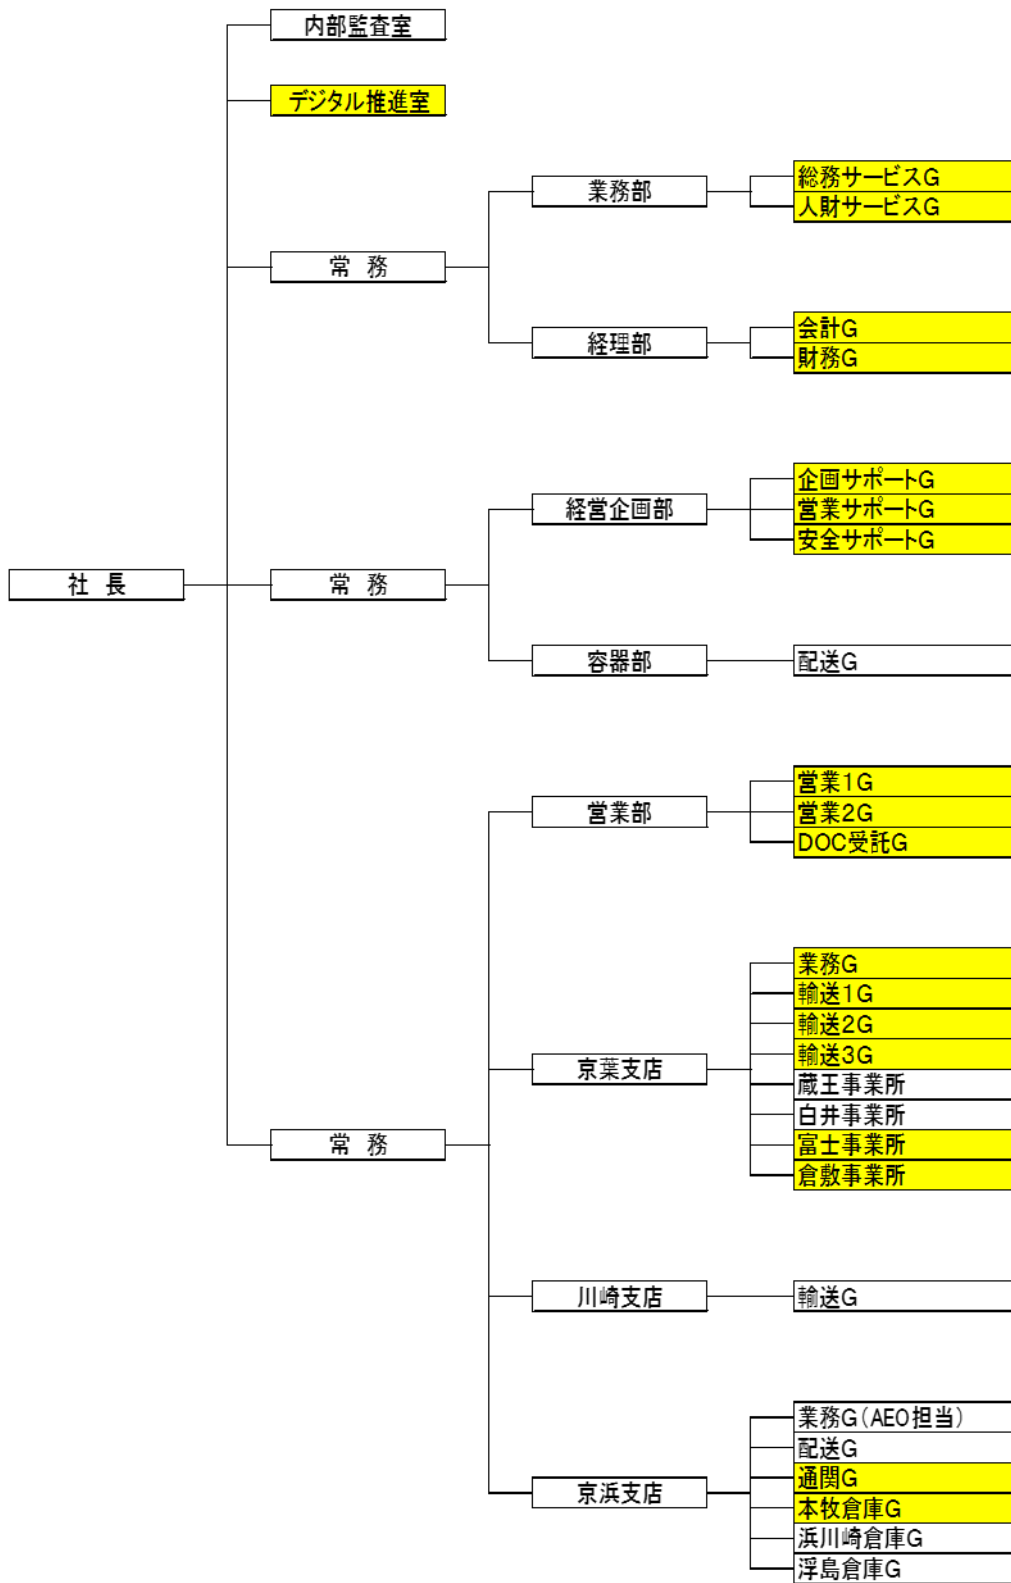 内部監査室
デジタル推進室
総務サービスG
業務部
人財サービスG
常 務
会計G
経理部
財務G
企画サポートG
経営企画部
営業サポートG
安全サポートG
社 長
常 務
容器部
配送G
営業1G
営業部
営業2G
DOC受託G
業務G
輸送1G
輸送2G
輸送3G
京葉支店
蔵王事業所
白井事業所
常 務
富士事業所
倉敷事業所
川崎支店
輸送G
業務G(AEO担当)
配送G
通関G
京浜支店
本牧倉庫G
浜川崎倉庫G
浮島倉庫G